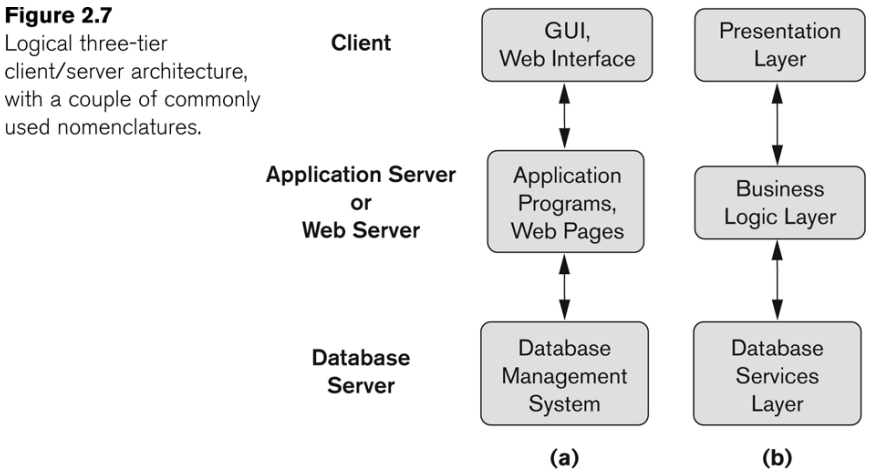 Figure 2.7
Logical three-tier
client/server architecture,
with a couple of commonly
used nomenclatures.
Client
GUI,
Web Interface
Presentation
Layer
Application Server
or
Web Server
Application
Programs,
Web Pages
Business
Logic Layer
Database
Server
Database
Management
System
Database
Services
Layer
(a)
(b)